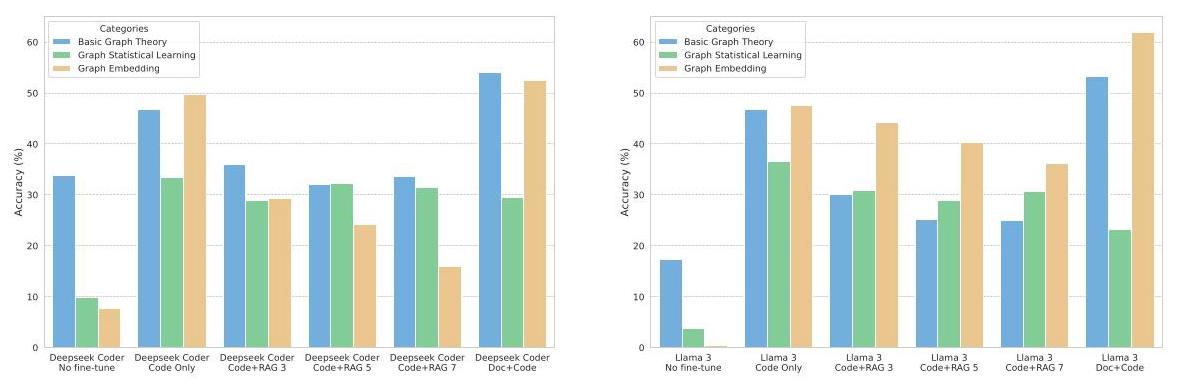 Categories
Basic Graph Theory
Graph Statistical Learning
Graph Embedding
Accuracy (%)
60
50
40
30
20
10
0
Deepseek Coder
No fine-tune
Deepseek Coder
Code Only
Deepseek Coder
Code+RAG 3
Deepseek Coder
Code+RAG 5
Deepseek Coder
Code+RAG 7
Deepseek Coder
Doc+Code
Categories
Basic Graph Theory
Graph Statistical Learning
Graph Embedding
Accuracy (%)
60
50
40
30
20
10
0
Llama 3
No fine-tune
Llama 3
Code Only
Llama 3
Code+RAG 3
Llama 3
Code+RAG 5
Llama 3
Code+RAG 7
Llama 3
Doc+Code